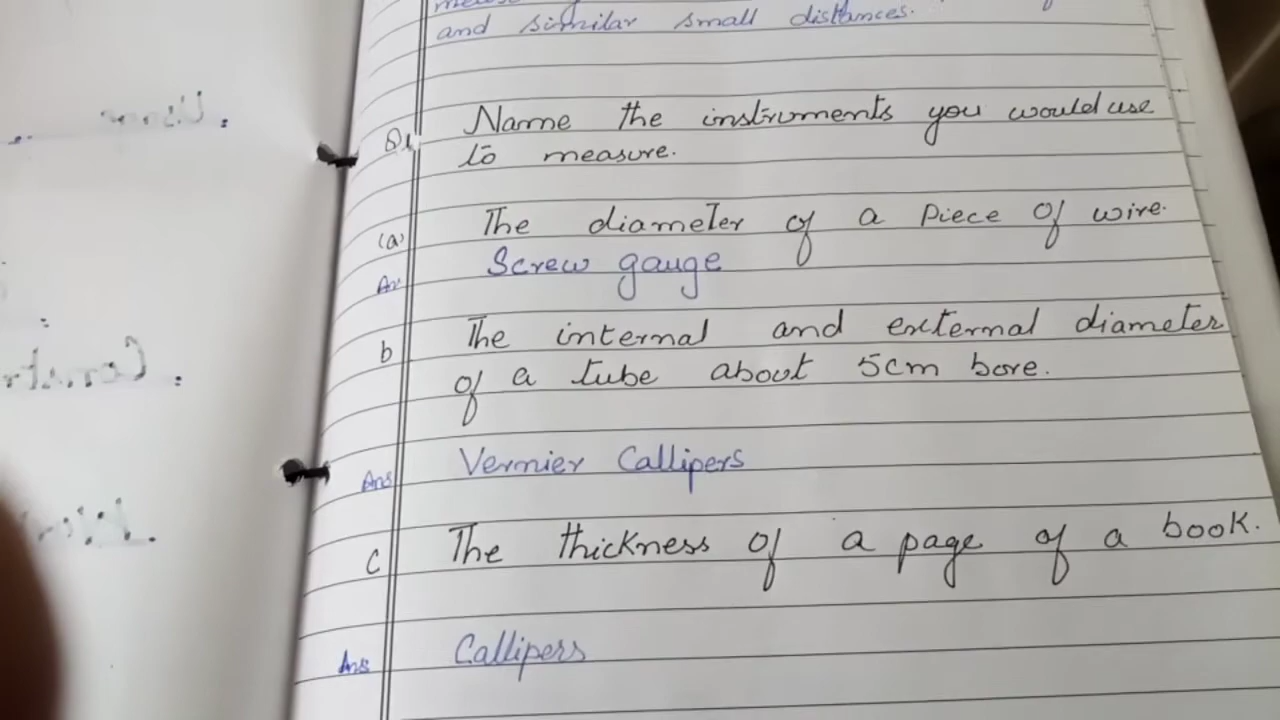 and similar small distances.
Q1 Name the instruments you would use
to measure.
(a) The diameter of a piece of wire.
An Screw gauge
b The internal and external diameter
of a tube about 5cm bore.
Ans Vernier Callipers
C The thickness of a page of a book.
Ans Callipers